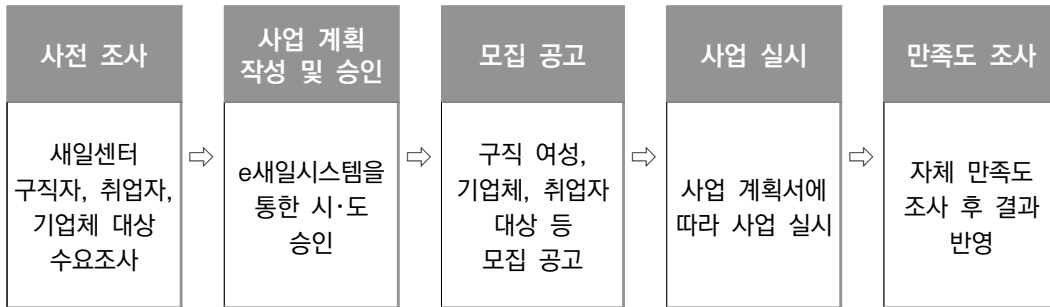 사전 조사
새일센터
구직자, 취업자,
기업체 대상
수요조사
⇨
사업 계획
작성 및 승인
e새일시스템을
통한 시·도
승인
⇨
모집 공고
구직 여성,
기업체, 취업자
대상 등
모집 공고
⇨
사업 실시
사업 계획서에
따라 사업 실시
⇨
만족도 조사
자체 만족도
조사 후 결과
반영